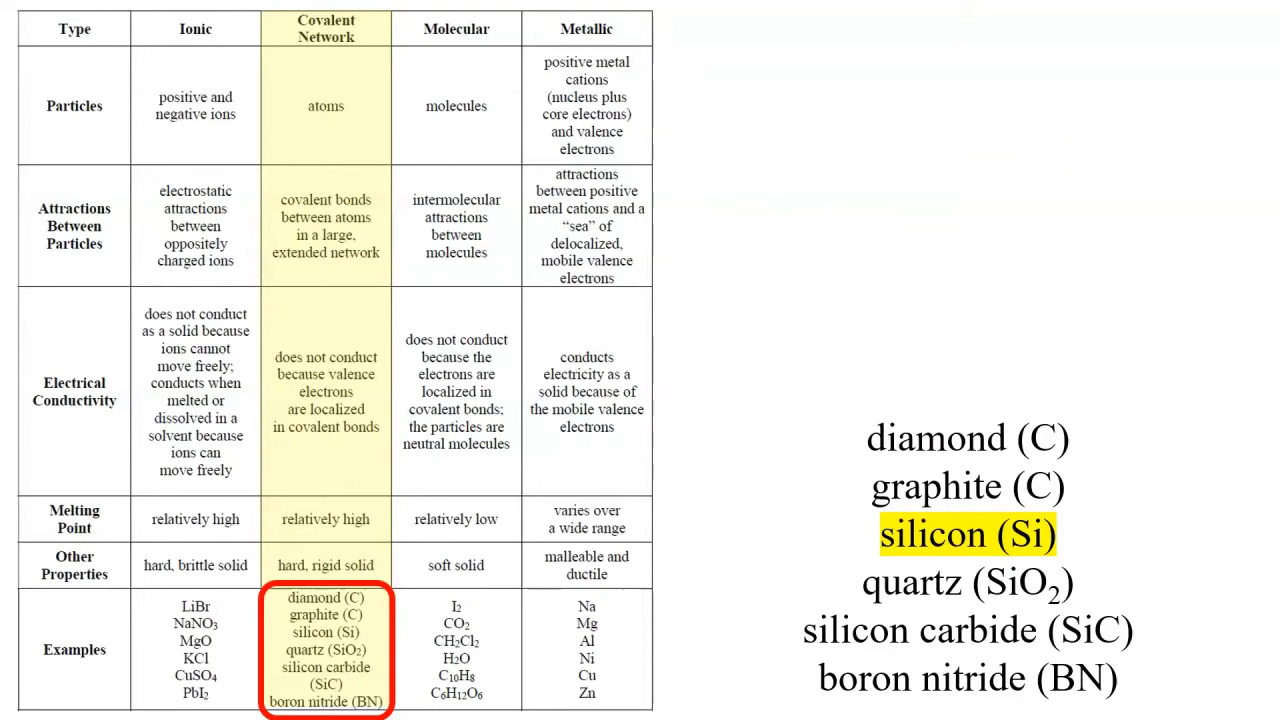 Type
Ionic
Covalent
Network
Molecular
Metallic
Particles
positive and
negative ions
atoms
molecules
positive metal
cations
(nucleus plus
core electrons)
and valence
electrons
Attractions
Between
Particles
electrostatic
attractions
between
oppositely
charged ions
covalent bonds
between atoms
in a large,
extended network
intermolecular
attractions
between
molecules
attractions
between positive
metal cations and a
“sea” of
delocalized,
mobile valence
electrons
Electrical
Conductivity
does not conduct
as a solid because
ions cannot
move freely;
conducts when
melted or
dissolved in a
solvent because
ions can
move freely
does not conduct
because valence
electrons
are localized
in covalent bonds
does not conduct
because the
electrons are
localized in
covalent bonds;
the particles are
neutral molecules
conducts
electricity as a
solid because of
the mobile valence
electrons
Melting
Point
relatively high
relatively high
relatively low
varies over
a wide range
Other
Properties
hard, brittle solid
hard, rigid solid
soft solid
malleable and
ductile
Examples
LiBr
NaNO₃
MgO
KCl
CuSO₄
PbI₂
diamond (C)
graphite (C)
silicon (Si)
quartz (SiO₂)
silicon carbide
(SiC)
boron nitride (BN)
I₂
CO₂
CH₂Cl₂
H₂O
C₁₀H₈
C₆H₁₂O₆
Na
Mg
Al
Ni
Cu
Zn
diamond (C)
graphite (C)
silicon (Si)
quartz (SiO₂)
silicon carbide (SiC)
boron nitride (BN)